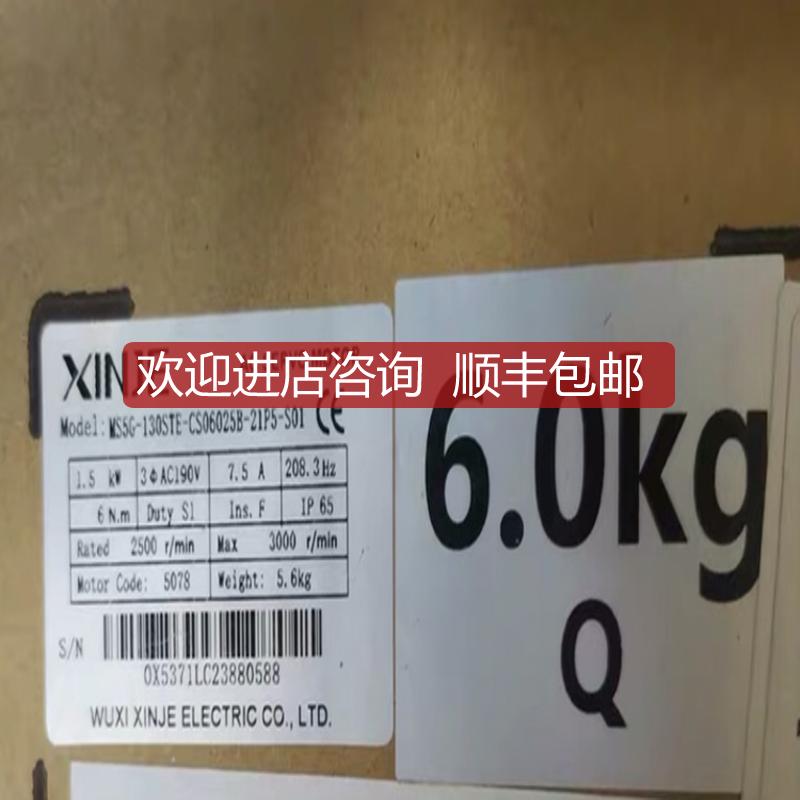 XINJE
欢迎进店咨询 顺丰包邮
Model: MS5G-130STE-CS06025B-21P5-S01 CE
1.5 kW 3ΦAC190V 7.5 A 208.3Hz
6 N.m Duty S1 Ins. F IP 65
Rated 2500 r/min Max 3000 r/min
Motor Code: 5078 Weight: 5.6kg
S/N
0X5371LC23880588
WUXI XINJE ELECTRIC CO., LTD.
6.0kg
Q